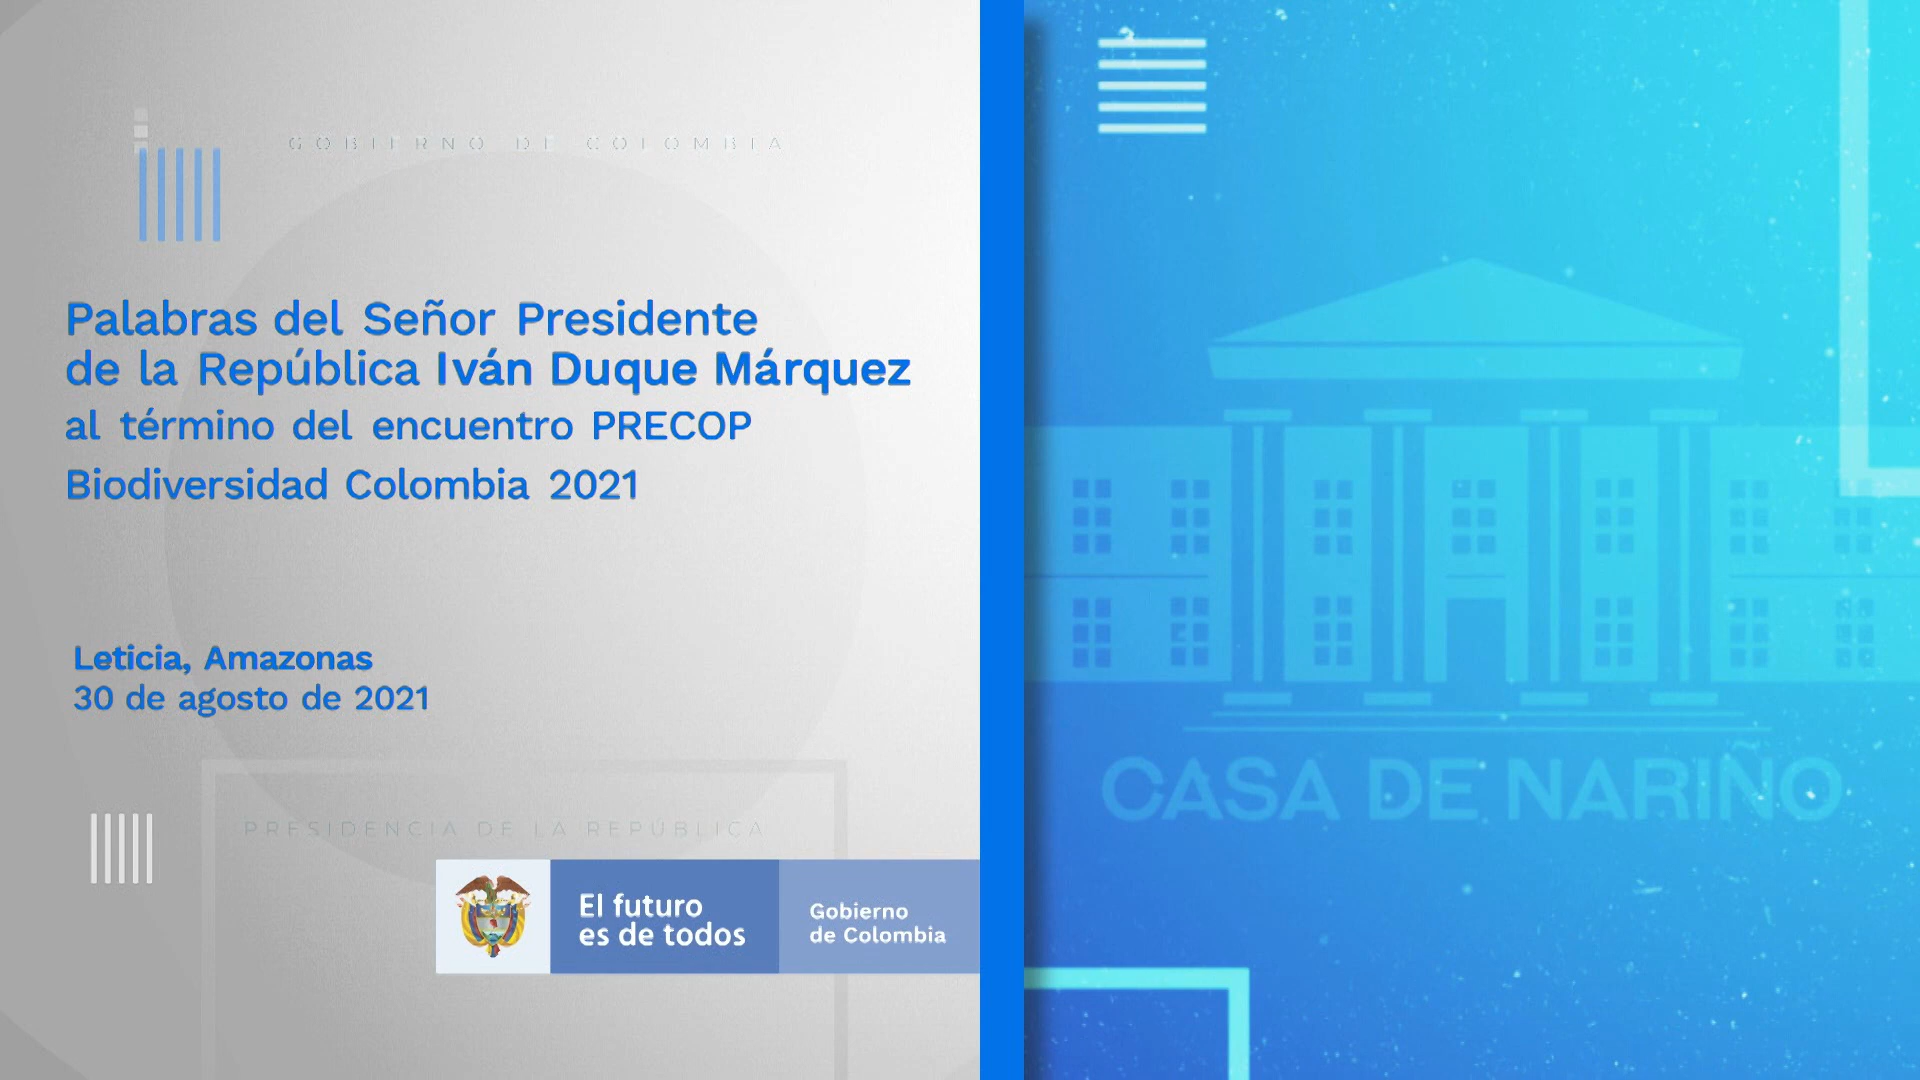 GOBIERNO DE COLOMBIA
Palabras del Señor Presidente
de la República Iván Duque Márquez
al término del encuentro PRECOP
Biodiversidad Colombia 2021
Leticia, Amazonas
30 de agosto de 2021
PRESIDENCIA DE LA REPÚBLICA
El futuro
es de todos
Gobierno
de Colombia
CASA DE NARIÑO